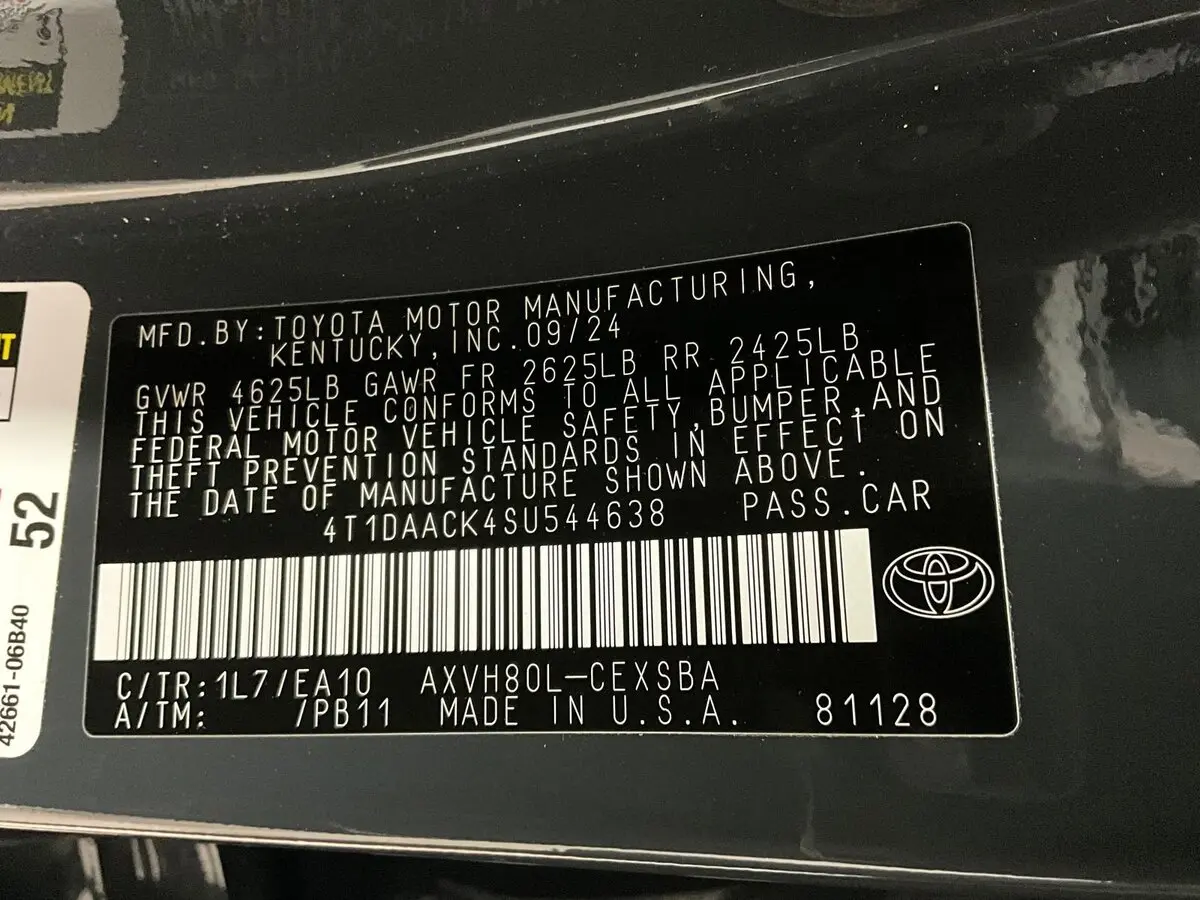 MFD.BY:TOYOTA MOTOR MANUFACTURING,
KENTUCKY,INC.09/24
GVWR 4625LB GAWR FR 2625LB RR 2425LB
THIS VEHICLE CONFORMS TO ALL APPLICABLE
FEDERAL MOTOR VEHICLE SAFETY,BUMPER,AND
THEFT PREVENTION STANDARDS IN EFFECT ON
THE DATE OF MANUFACTURE SHOWN ABOVE.
4T1DAACK4SU544638 PASS.CAR
C/TR:1L7/EA10 AXVH80L-CEXSBA
A/TM: /PB11 MADE IN U.S.A. 81128
52
42661-06B40